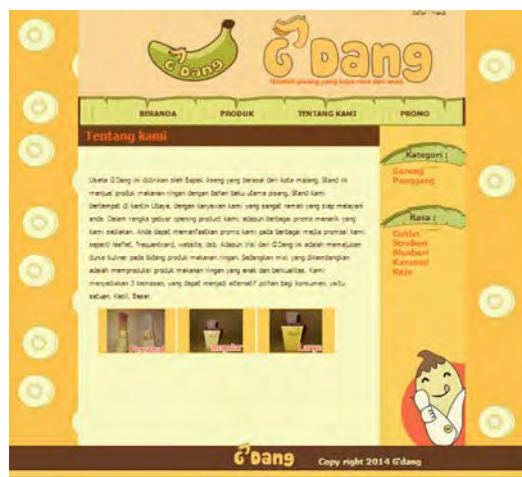 Daftar | Masuk
G'Dang
G'Dang
Nikmati pisang yang kaya rasa dan enak
BERANDA PRODUK TENTANG KAMI PROMO
Tentang kami
Kategori :
Goreng
Panggang
Rasa :
Coklat
Stroberi
Blueberi
Karamel
Keju
Usaha G'Dang ini didirikan oleh Bapak Aseng yang berasal dari kota malang. Stand ini
menjual produk makanan ringan dengan bahan baku utama pisang. Stand kami
bertempat di kantin Ubaya, dengan karyawan kami yang sangat ramah yang siap melayani
anda. Dalam rangka gebyar opening product kami, adapun berbagai promo menarik yang
kami sediakan. Anda dapat memanfaatkan promo kami pada berbagai media promosi kami
seperti leaflet, frequentcard, website, dsb. Adapun Visi dari G'Dang ini adalah memajukan
dunia kuliner pada bidang produk makanan ringan. Sedangkan misi yang dikembangkan
adalah memproduksi produk makanan ringan yang enak dan berkualitas. Kami
menyediakan 3 kemasan, yang dapat menjadi alternatif pilihan bagi konsumen, yaitu
satuan, Kecil, Besar.
Personal Regular Large
G'Dang Copy right 2014 G'dang